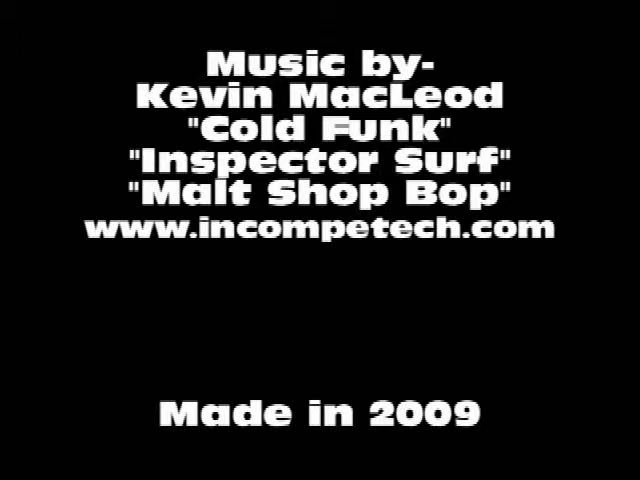 Music by-
Kevin MacLeod
"Cold Funk"
"Inspector Surf"
"Malt Shop Bop"
www.incompetech.com
Made in 2009